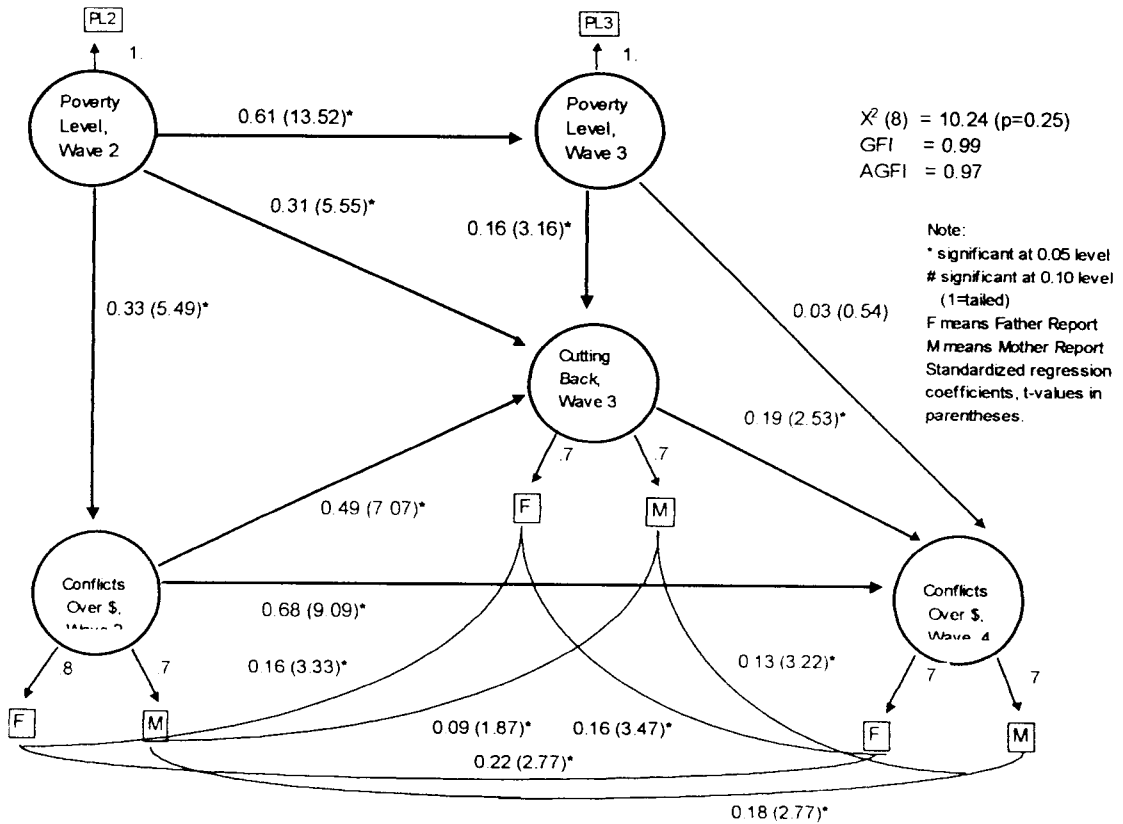 PL2
1.
PL3
1.
Poverty
Level,
Wave 2
0.61 (13.52)*
Poverty
Level,
Wave 3
X² (8) = 10.24 (p=0.25)
GFI = 0.99
AGFI = 0.97
0.31 (5.55)*
0.16 (3.16)*
Note:
* significant at 0.05 level
# significant at 0.10 level
(1=tailed)
F means Father Report
M means Mother Report
Standardized regression
coefficients, t-values in
parentheses.
0.33 (5.49)*
0.03 (0.54)
Cutting
Back,
Wave 3
0.19 (2.53)*
.7
.7
0.49 (7.07)*
F
M
Conflicts
Over $,
0.68 (9.09)*
Conflicts
Over $,
Wave 4
.8
.7
0.16 (3.33)*
0.13 (3.22)*
.7
7
F
M
0.09 (1.87)*
0.16 (3.47)*
F
M
0.22 (2.77)*
0.18 (2.77)*